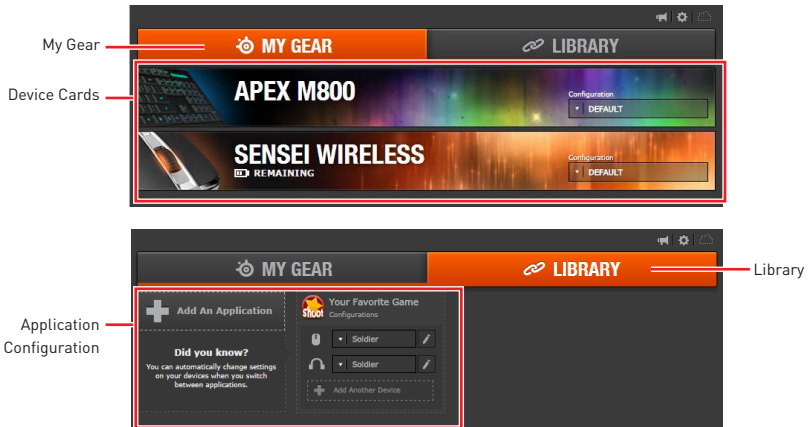 My Gear
MY GEAR
LIBRARY
Device Cards
APEX M800
Configuration
DEFAULT
SENSEI WIRELESS
REMAINING
Configuration
DEFAULT
MY GEAR
LIBRARY
Library
Application
Configuration
Add An Application
Did you know?
You can automatically change settings
on your devices when you switch
between applications.
shoot
Your Favorite Game
Configurations
Soldier
Soldier
Add Another Device